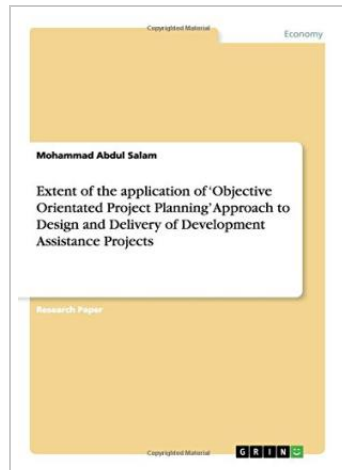 Copyrighted Material
Economy
Mohammad Abdul Salam
Extent of the application of ‘Objective
Orientated Project Planning’ Approach to
Design and Delivery of Development
Assistance Projects
Research Paper
Copyrighted Material
GRIN